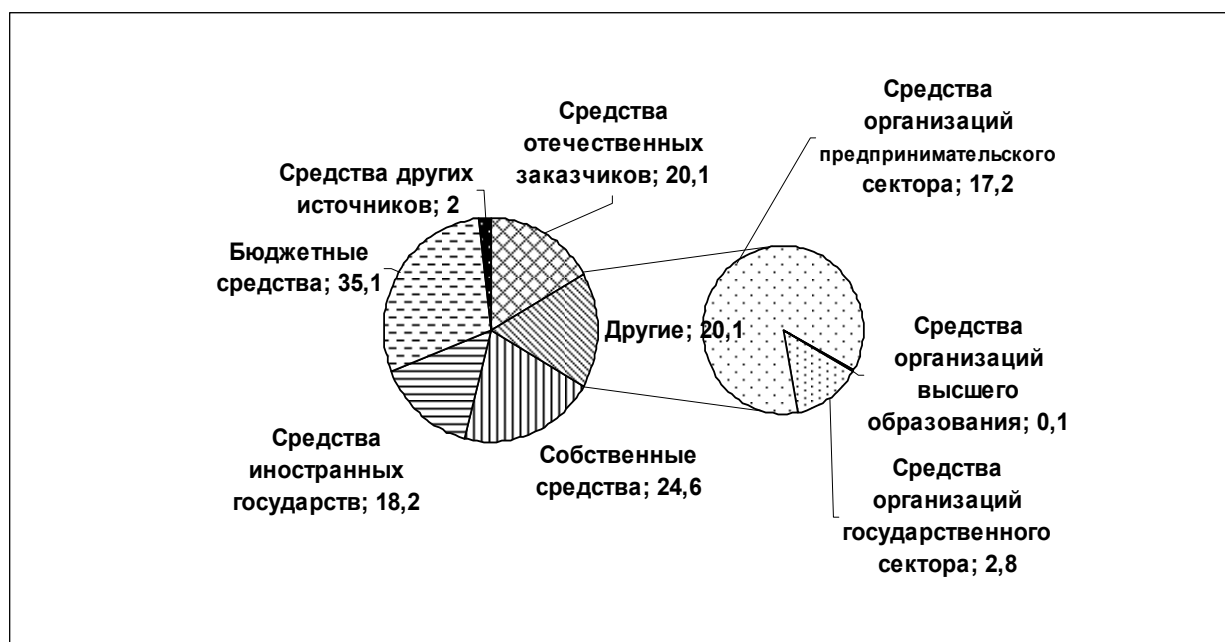 Средства
отечественных
заказчиков; 20,1
Средства других
источников; 2
Бюджетные
средства; 35,1
Другие; 20,1
Средства
иностранных
государств; 18,2
Собственные
средства; 24,6
Средства
организаций
предпринимательского
сектора; 17,2
Средства
организаций
высшего
образования; 0,1
Средства
организаций
государственного
сектора; 2,8